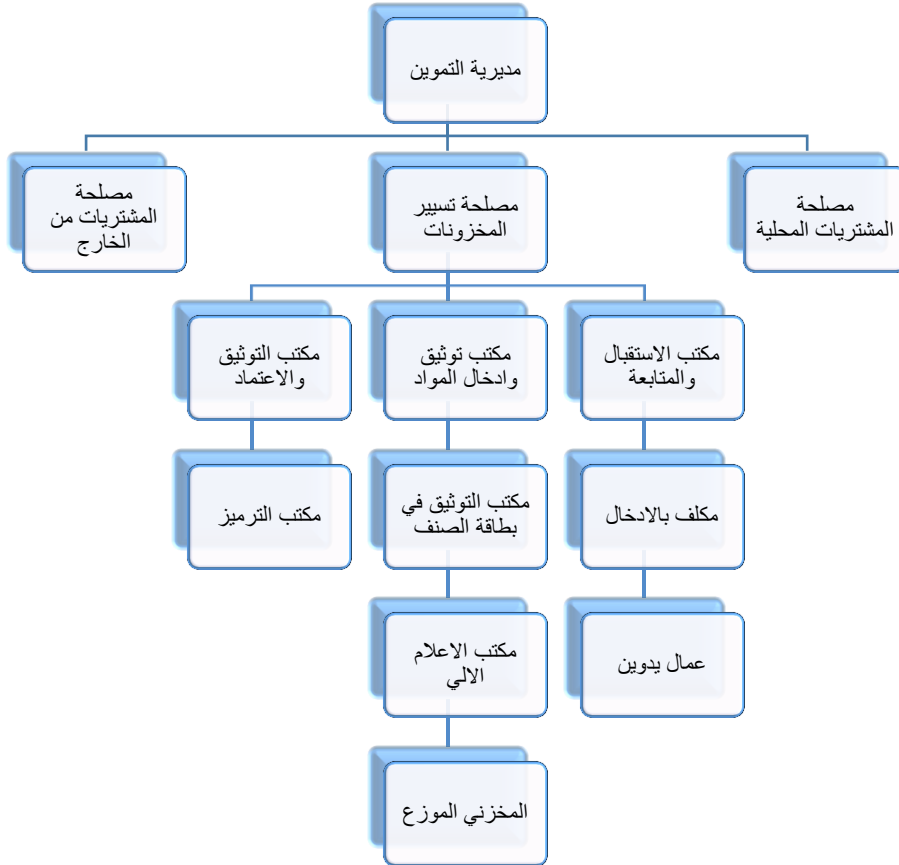 مديرية التموين
مصلحة
المشتريات المحلية
مصلحة تسيير
المخزونات
مصلحة
المشتريات من
الخارج
مكتب الاستقبال
والمتابعة
مكتب توثيق
وادخال المواد
مكتب التوثيق
والاعتماد
مكلف بالادخال
مكتب التوثيق في
بطاقة الصنف
مكتب الترميز
عمال يدوين
مكتب الاعلام
الالي
المخزني الموزع